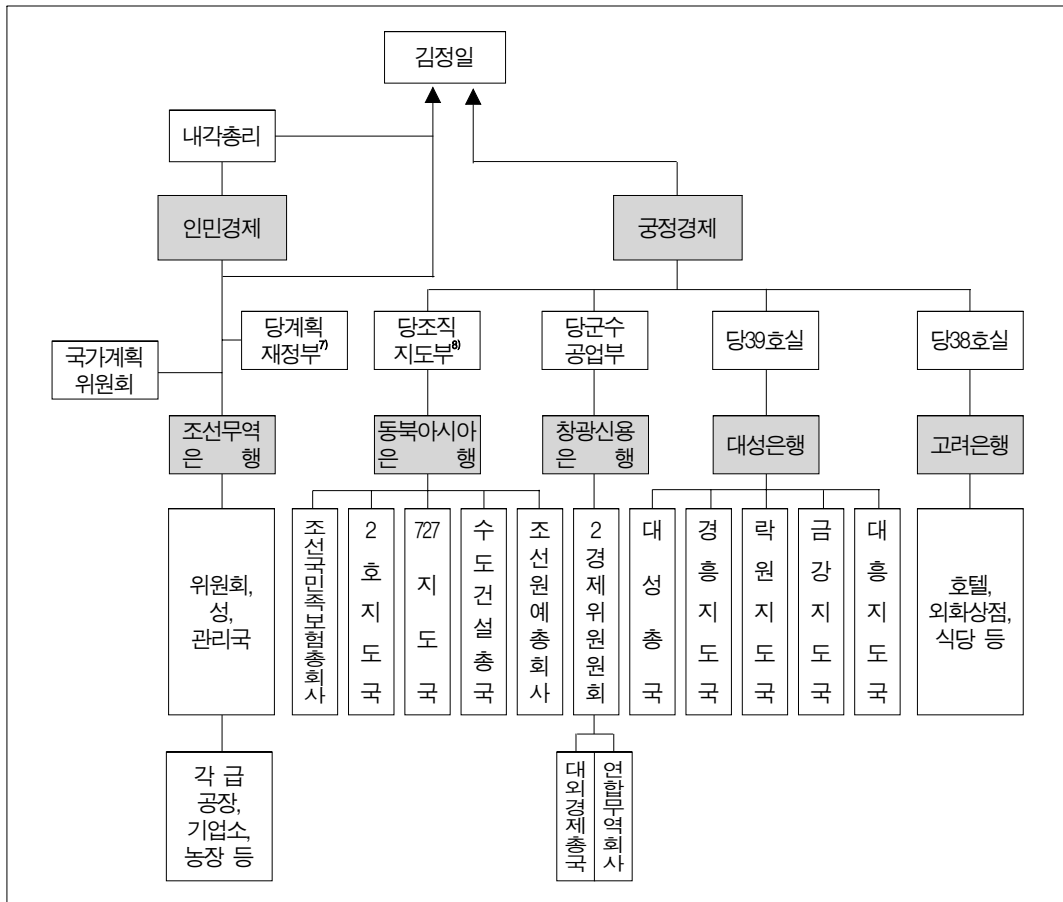 김정일
내각총리
인민경제
궁정경제
당계획
재정부7)
당조직
지도부8)
당군수
공업부
당39호실
당38호실
국가계획
위원회
조선무역
은 행
동북아시아
은 행
창광신용
은 행
대성은행
고려은행
위원회,
성,
관리국
조선국민족보험총회사
2호지도국
727지도국
수도건설총국
조선원예총회사
2경제위원원회
대성총국
경흥지도국
락원지도국
금강지도국
대흥지도국
호텔,
외화상점,
식당 등
각 급
공장,
기업소,
농장 등
대외경제총국
연합무역회사